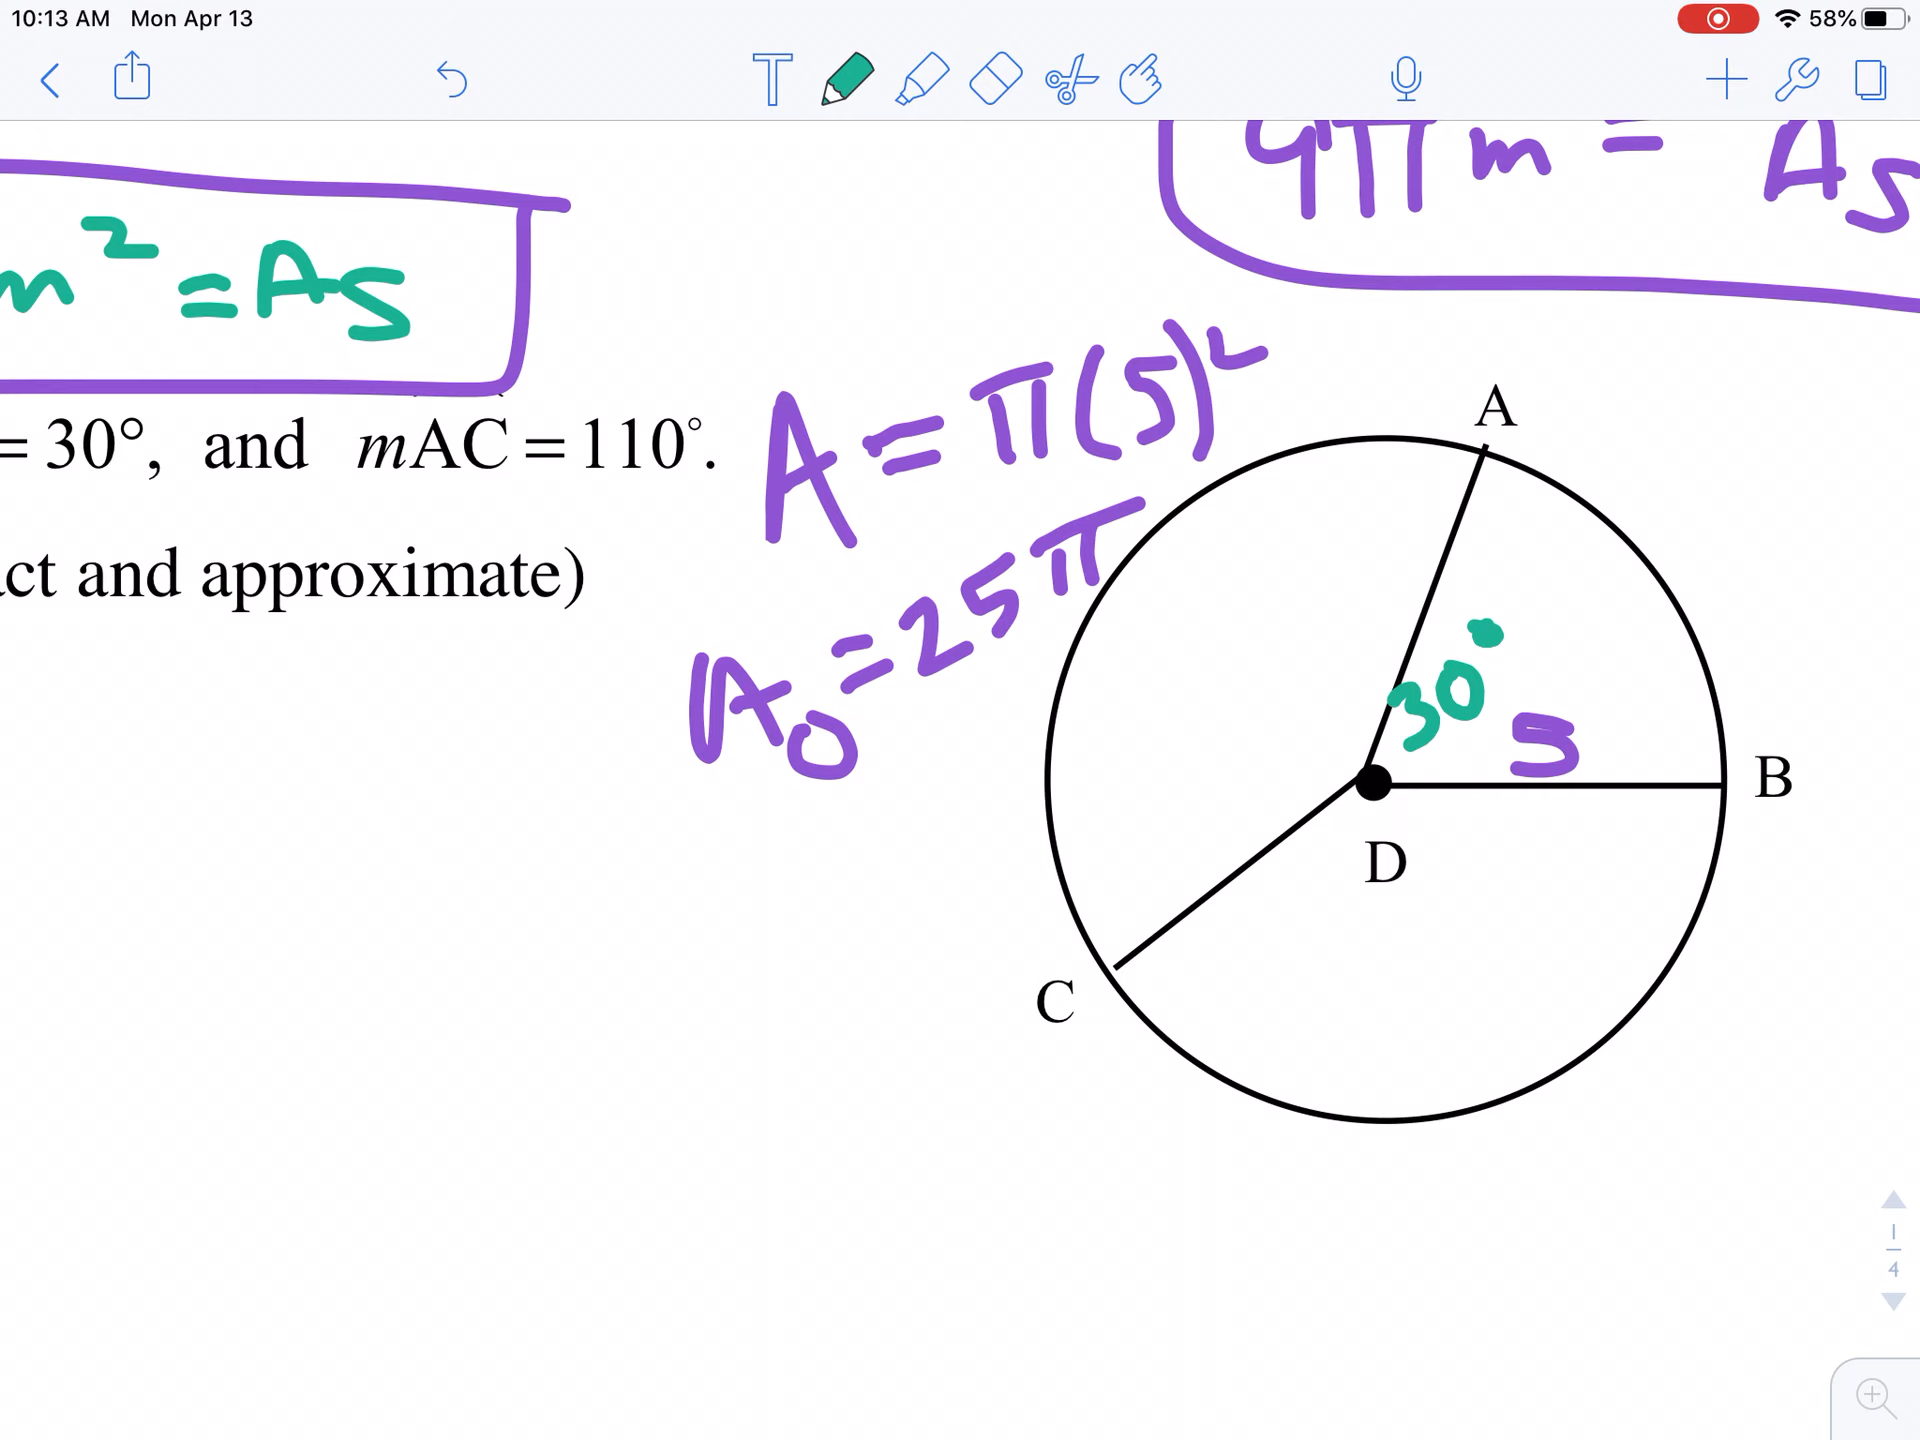 10:13 AM Mon Apr 13
58%
T
4πm = As
m² = As
= 30°, and mAC = 110°.
A = π(5)²
A
act and approximate)
A₀ = 25π
30°
5
B
D
C
1
4